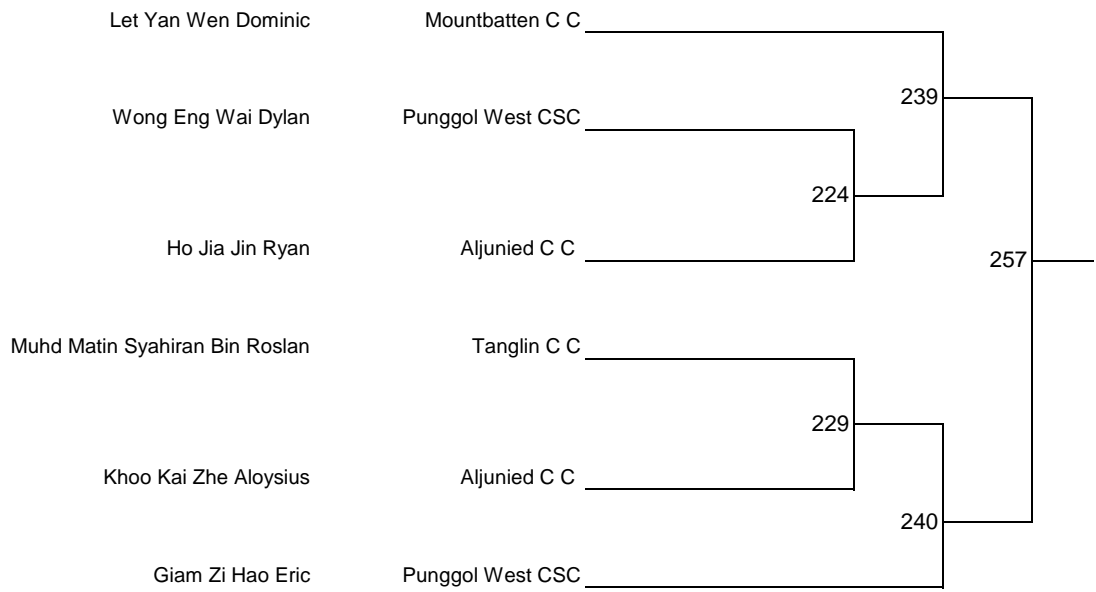 Let Yan Wen Dominic Mountbatten C C
239
Wong Eng Wai Dylan Punggol West CSC
224
Ho Jia Jin Ryan Aljunied C C
257
Muhd Matin Syahiran Bin Roslan Tanglin C C
229
Khoo Kai Zhe Aloysius Aljunied C C
240
Giam Zi Hao Eric Punggol West CSC